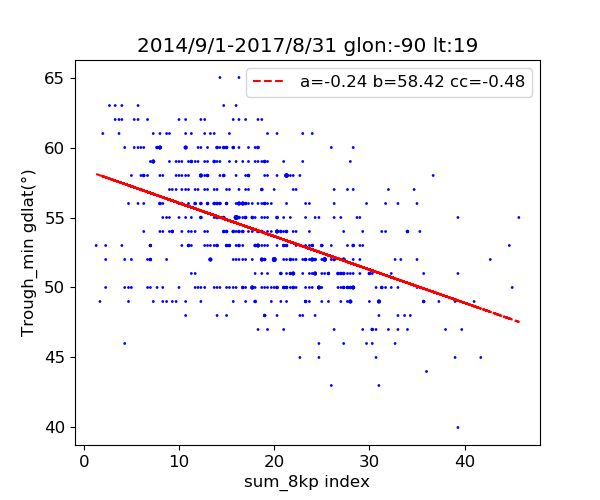 2014/9/1-2017/8/31 glon:-90 lt:19
a=-0.24 b=58.42 cc=-0.48
65
60
55
50
45
40
Trough_min gdlat(°)
0 10 20 30 40
sum_8kp index